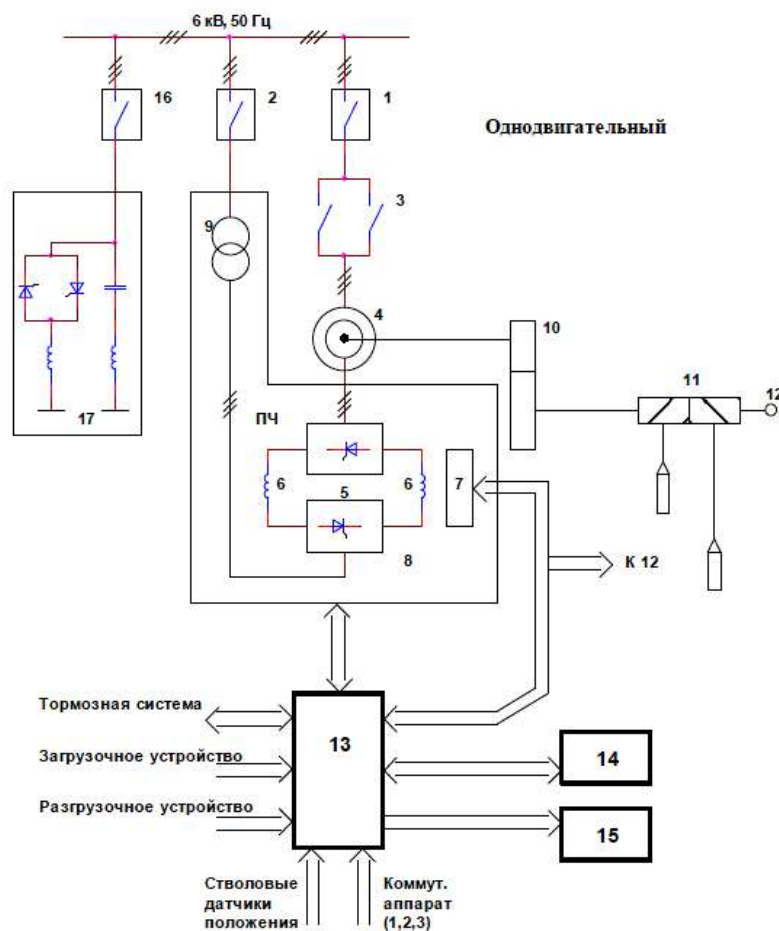 6 кВ, 50 Гц
16
2
1
Однодвигательный
3
9
4
10
11
12
17
ПЧ
6
5
6
7
8
К 12
Тормозная система
13
Загрузочное устройство
14
Разгрузочное устройство
15
Стволовые
датчики
положения
Коммут.
аппарат
(1,2,3)